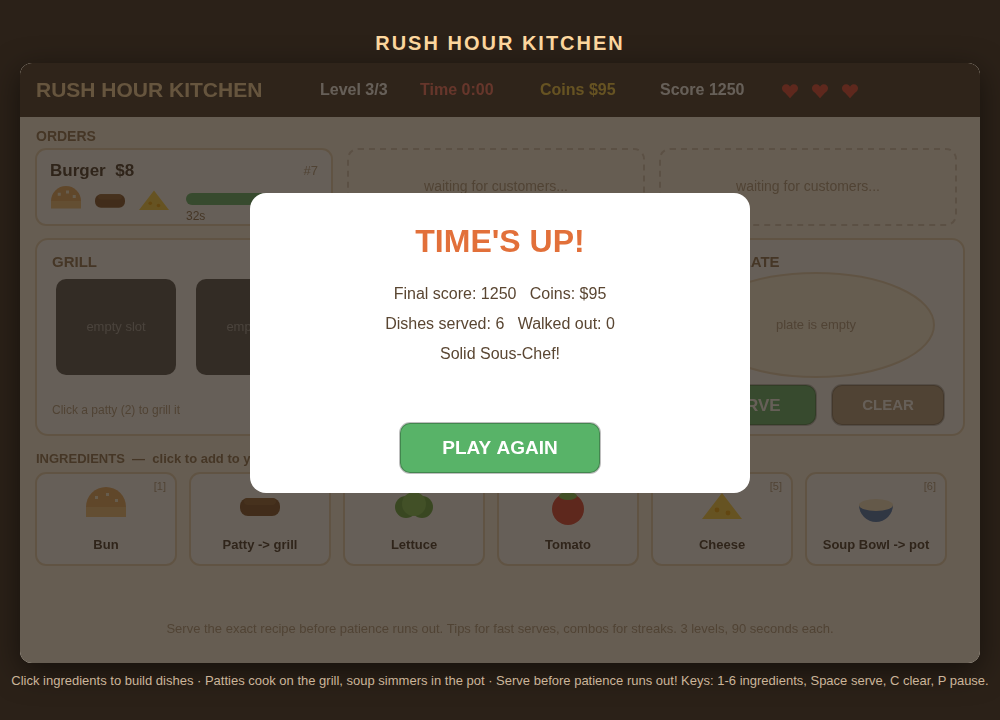 RUSH HOUR KITCHEN
RUSH HOUR KITCHEN Level 3/3 Time 0:00 Coins $95 Score 1250
ORDERS
Burger $8 #7
32s
waiting for customers...
waiting for customers...
GRILL
empty slot
Click a patty (2) to grill it
plate is empty
CLEAR
TIME'S UP!
Final score: 1250 Coins: $95
Dishes served: 6 Walked out: 0
Solid Sous-Chef!
PLAY AGAIN
INGREDIENTS — click to add to y
[1]
Bun
Patty -> grill
Lettuce
Tomato
[5]
Cheese
[6]
Soup Bowl -> pot
Serve the exact recipe before patience runs out. Tips for fast serves, combos for streaks. 3 levels, 90 seconds each.
Click ingredients to build dishes · Patties cook on the grill, soup simmers in the pot · Serve before patience runs out! Keys: 1-6 ingredients, Space serve, C clear, P pause.